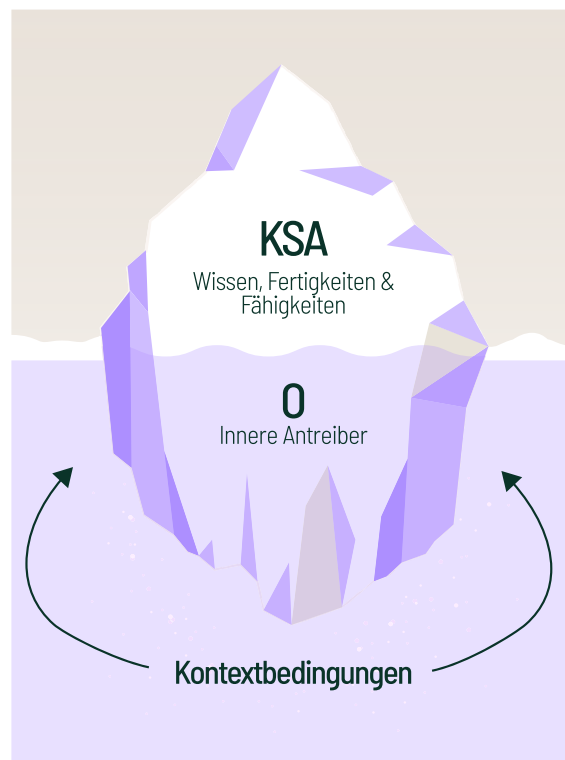 KSA
Wissen, Fertigkeiten &
Fähigkeiten
O
Innere Antreiber
Kontextbedingungen